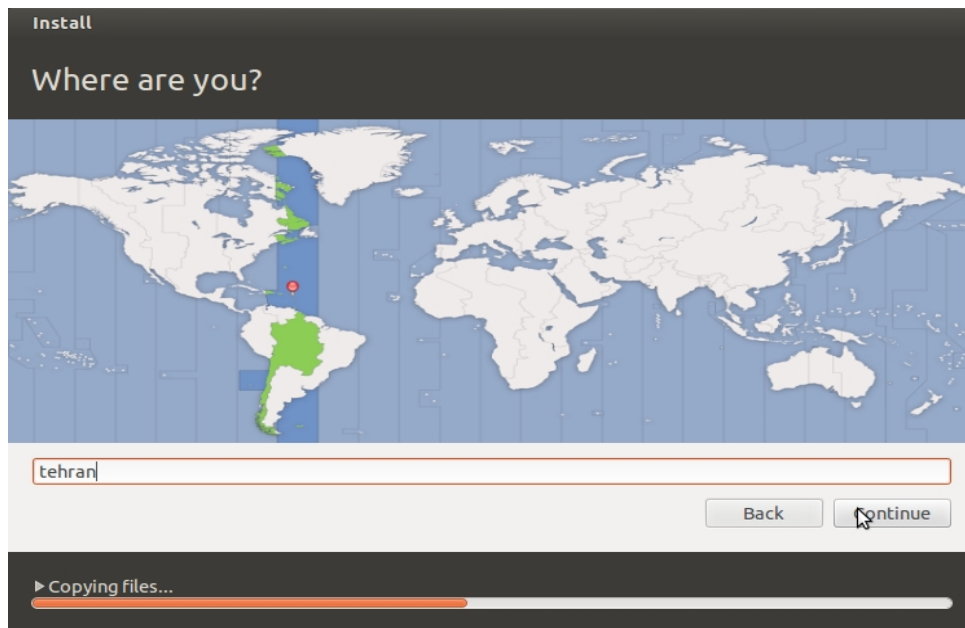 Install
Where are you?
tehran
Back
Continue
Copying files...